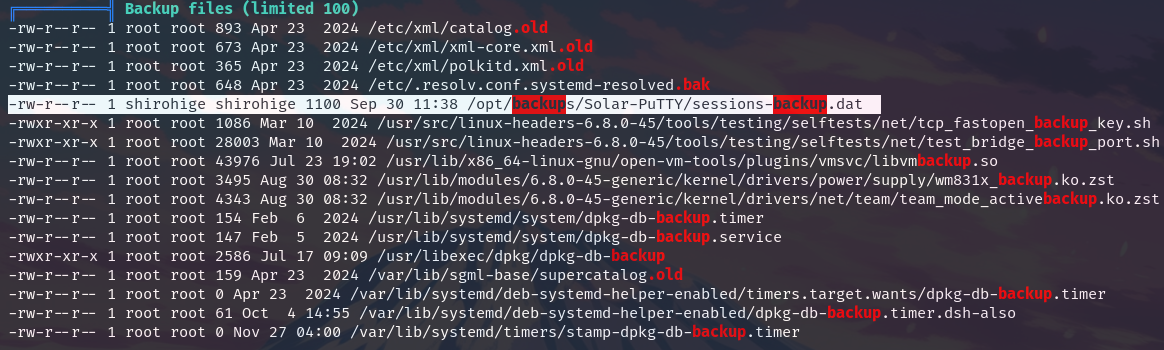 ╔══════════╣ Backup files (limited 100)
-rw-r--r-- 1 root root 893 Apr 23  2024 /etc/xml/catalog.old
-rw-r--r-- 1 root root 673 Apr 23  2024 /etc/xml/xml-core.xml.old
-rw-r--r-- 1 root root 365 Apr 23  2024 /etc/xml/polkitd.xml.old
-rw-r--r-- 1 root root 648 Apr 23  2024 /etc/.resolv.conf.systemd-resolved.bak
-rw-r--r-- 1 shirohige shirohige 1100 Sep 30 11:38 /opt/backups/Solar-PuTTY/sessions-backup.dat
-rwxr-xr-x 1 root root 1086 Mar 10  2024 /usr/src/linux-headers-6.8.0-45/tools/testing/selftests/net/tcp_fastopen_backup_key.sh
-rwxr-xr-x 1 root root 28003 Mar 10  2024 /usr/src/linux-headers-6.8.0-45/tools/testing/selftests/net/test_bridge_backup_port.sh
-rw-r--r-- 1 root root 43976 Jul 23 19:02 /usr/lib/x86_64-linux-gnu/open-vm-tools/plugins/vmsvc/libvmbackup.so
-rw-r--r-- 1 root root 3495 Aug 30 08:32 /usr/lib/modules/6.8.0-45-generic/kernel/drivers/power/supply/wm831x_backup.ko.zst
-rw-r--r-- 1 root root 4343 Aug 30 08:32 /usr/lib/modules/6.8.0-45-generic/kernel/drivers/net/team/team_mode_activebackup.ko.zst
-rw-r--r-- 1 root root 154 Feb  6  2024 /usr/lib/systemd/system/dpkg-db-backup.timer
-rw-r--r-- 1 root root 147 Feb  5  2024 /usr/lib/systemd/system/dpkg-db-backup.service
-rwxr-xr-x 1 root root 2586 Jul 17 09:09 /usr/libexec/dpkg/dpkg-db-backup
-rw-r--r-- 1 root root 159 Apr 23  2024 /var/lib/sgml-base/supercatalog.old
-rw-r--r-- 1 root root 0 Apr 23  2024 /var/lib/systemd/deb-systemd-helper-enabled/timers.target.wants/dpkg-db-backup.timer
-rw-r--r-- 1 root root 61 Oct  4 14:55 /var/lib/systemd/deb-systemd-helper-enabled/dpkg-db-backup.timer.dsh-also
-rw-r--r-- 1 root root 0 Nov 27 04:00 /var/lib/systemd/timers/stamp-dpkg-db-backup.timer